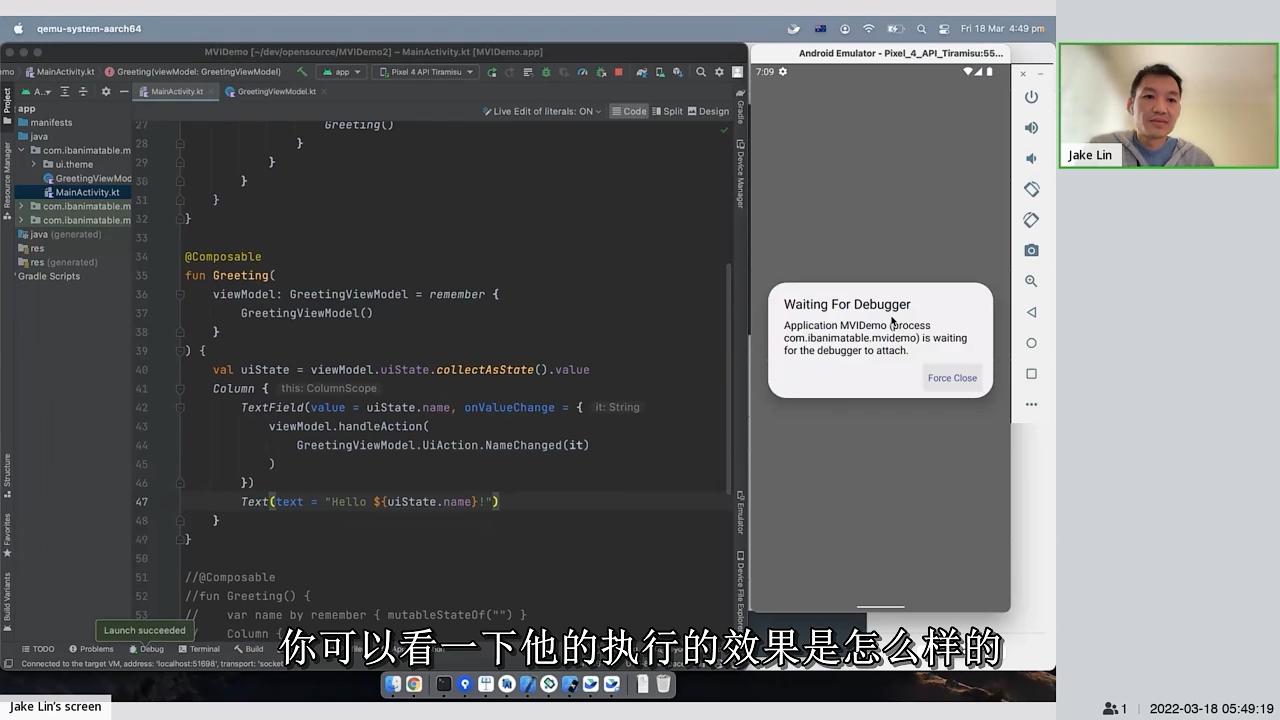 qemu-system-aarch64
Fri 18 Mar 4:49 pm
MVIDemo [~/dev/opensource/MVIDemo2] – MainActivity.kt [MVIDemo.app]
Android Emulator - Pixel_4_API_Tiramisu:55...
mo
MainActivity.kt
Greeting(viewModel: GreetingViewModel)
app
Pixel 4 API Tiramisu
7:09
Project
A...
MainActivity.kt
GreetingViewModel.kt
Gradle
app
Live Edit of literals: ON
Code
Split
Design
manifests
java
com.ibanimatable.m
ui.theme
GreetingViewMod
MainActivity.kt
com.ibanimatable.m
com.ibanimatable.m
java (generated)
res
res (generated)
Gradle Scripts
Resource Manager
Structure
Favorites
Build Variants
27 Greeting()
28 }
29 }
30 }
31 }
32 }
33
34 @Composable
35 fun Greeting(
36 viewModel: GreetingViewModel = remember {
37 GreetingViewModel()
38 }
39 ) {
40 val uiState = viewModel.uiState.collectAsState().value
41 Column { this: ColumnScope
42 TextField(value = uiState.name, onValueChange = { it: String
43 viewModel.handleAction(
44 GreetingViewModel.UiAction.NameChanged(it)
45 )
46 })
47 Text(text = "Hello ${uiState.name}!")
48 }
49 }
50
51 //@Composable
52 //fun Greeting() {
53 // var name by remember { mutableStateOf("") }
// Column {
Device Manager
Emulator
Device File Explorer
Waiting For Debugger
Application MVIDemo (process
com.ibanimatable.mvidemo) is waiting
for the debugger to attach.
Force Close
Jake Lin
Launch succeeded
TODO
Problems
Debug
Terminal
Build
Connected to the target VM, address: 'localhost:51698', transport: 'socket'
你可以看一下他的执行的效果是怎么样的
Jake Lin's screen
1
2022-03-18 05:49:19